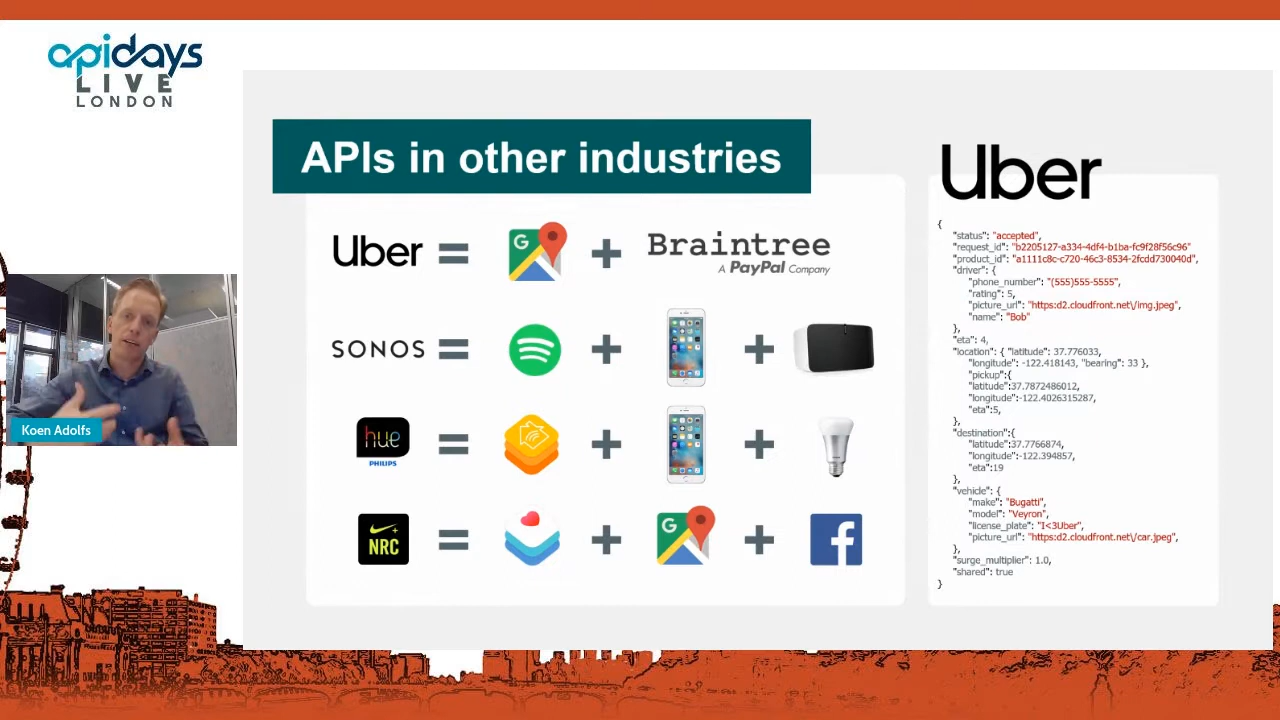 apidays
LIVE
LONDON
APIs in other industries
Uber = G + Braintree
A PayPal Company
SONOS = + +
hue = + +
PHILIPS
NRC = + G + f
Koen Adolfs
Uber
{
"status": "accepted",
"request_id": "b2205127-a334-4df4-b1ba-fc9f28f56c96"
"product_id": "a1111c8c-c720-46c3-8534-2fcdd730040d",
"driver": {
"phone_number": "(555)555-5555",
"rating": 5,
"picture_url": "https:d2.cloudfront.net\/img.jpeg",
"name": "Bob"
},
"eta": 4,
"location": { "latitude": 37.776033,
"longitude": -122.418143, "bearing": 33 },
"pickup":{
"latitude":37.7872486012,
"longitude":-122.4026315287,
"eta":5,
},
"destination":{
"latitude":37.7766874,
"longitude":-122.394857,
"eta":19
},
"vehicle": {
"make": "Bugatti",
"model": "Veyron",
"license_plate": "I<3Uber",
"picture_url": "https:d2.cloudfront.net\/car.jpeg",
},
"surge_multiplier": 1.0,
"shared": true
}